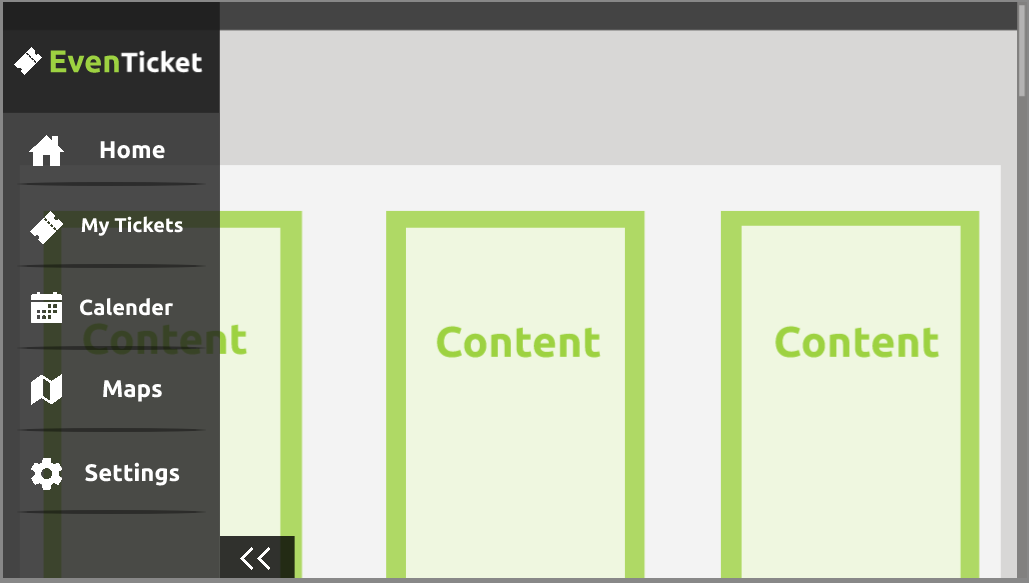 EvenTicket
Home
My Tickets
Calender
Content
Content
Content
Maps
Settings